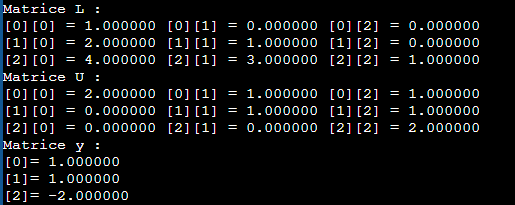 Matrice L :
[0][0] = 1.000000 [0][1] = 0.000000 [0][2] = 0.000000
[1][0] = 2.000000 [1][1] = 1.000000 [1][2] = 0.000000
[2][0] = 4.000000 [2][1] = 3.000000 [2][2] = 1.000000
Matrice U :
[0][0] = 2.000000 [0][1] = 1.000000 [0][2] = 1.000000
[1][0] = 0.000000 [1][1] = 1.000000 [1][2] = 1.000000
[2][0] = 0.000000 [2][1] = 0.000000 [2][2] = 2.000000
Matrice y :
[0]= 1.000000
[1]= 1.000000
[2]= -2.000000